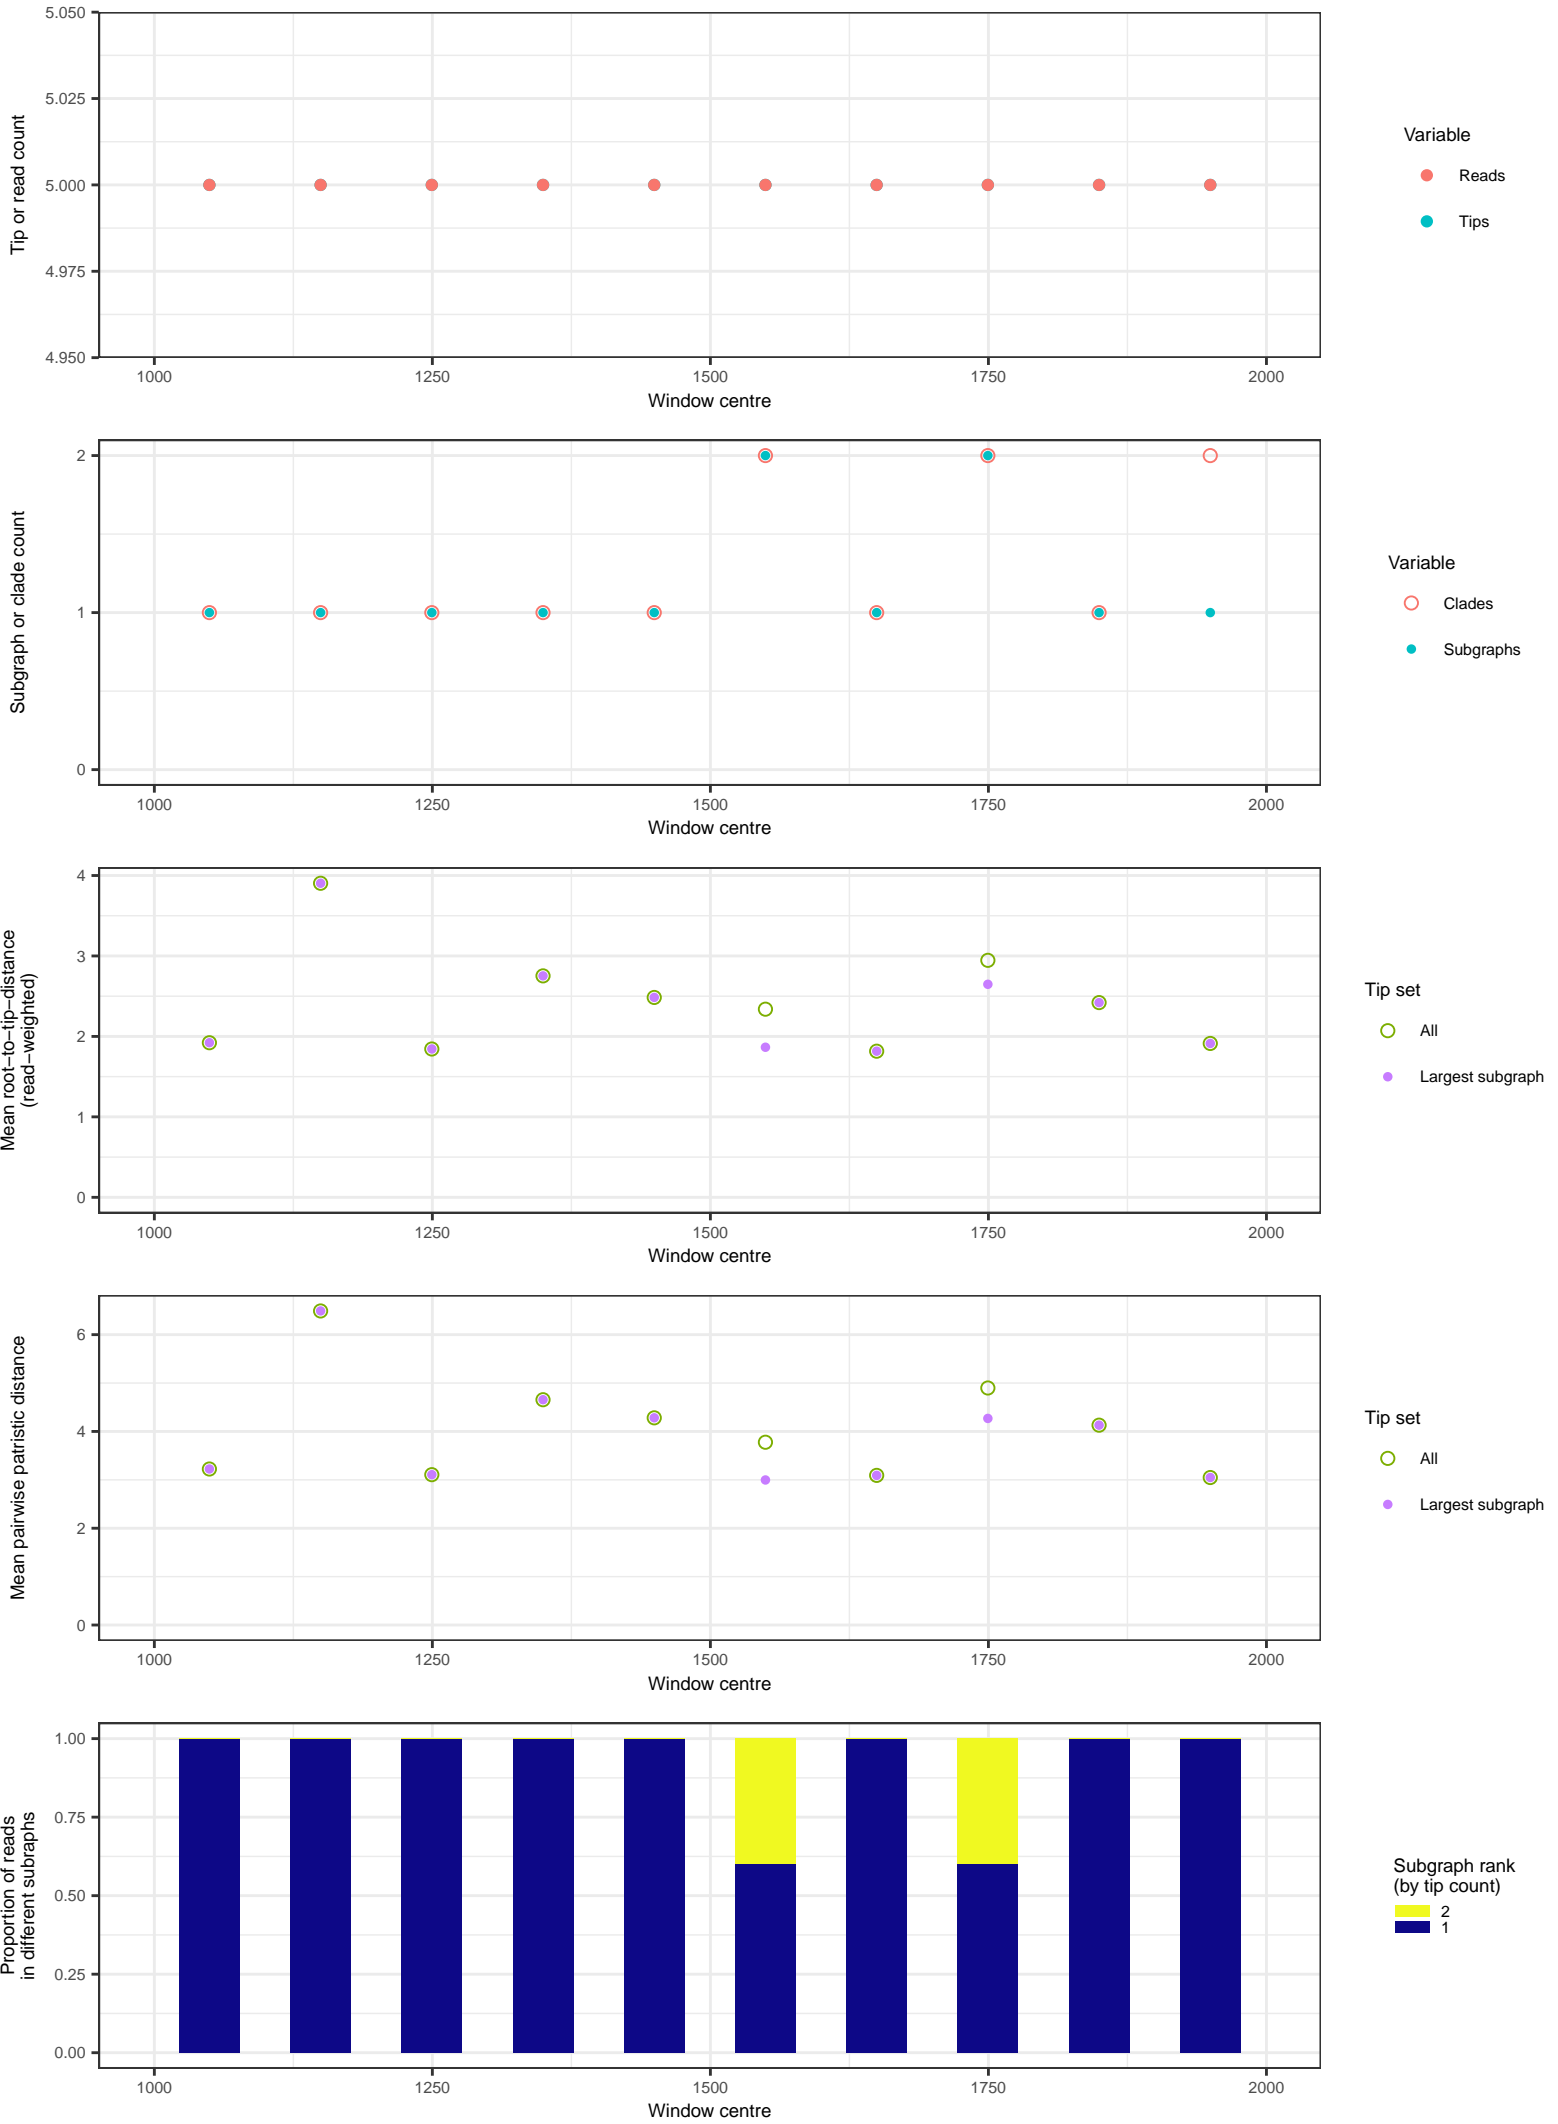 5.050
5.025
5.000
4.975
4.950
Tip or read count
1000 1250 1500 1750 2000
Window centre
Variable
Reads
Tips
2
1
0
Subgraph or clade count
1000 1250 1500 1750 2000
Window centre
Variable
Clades
Subgraphs
4
3
2
1
0
Mean root−to−tip−distance
(read−weighted)
1000 1250 1500 1750 2000
Window centre
Tip set
All
Largest subgraph
6
4
2
0
Mean pairwise patristic distance
1000 1250 1500 1750 2000
Window centre
Tip set
All
Largest subgraph
1.00
0.75
0.50
0.25
0.00
Proportion of reads
in different subraphs
1000 1250 1500 1750 2000
Window centre
Subgraph rank
(by tip count)
2
1